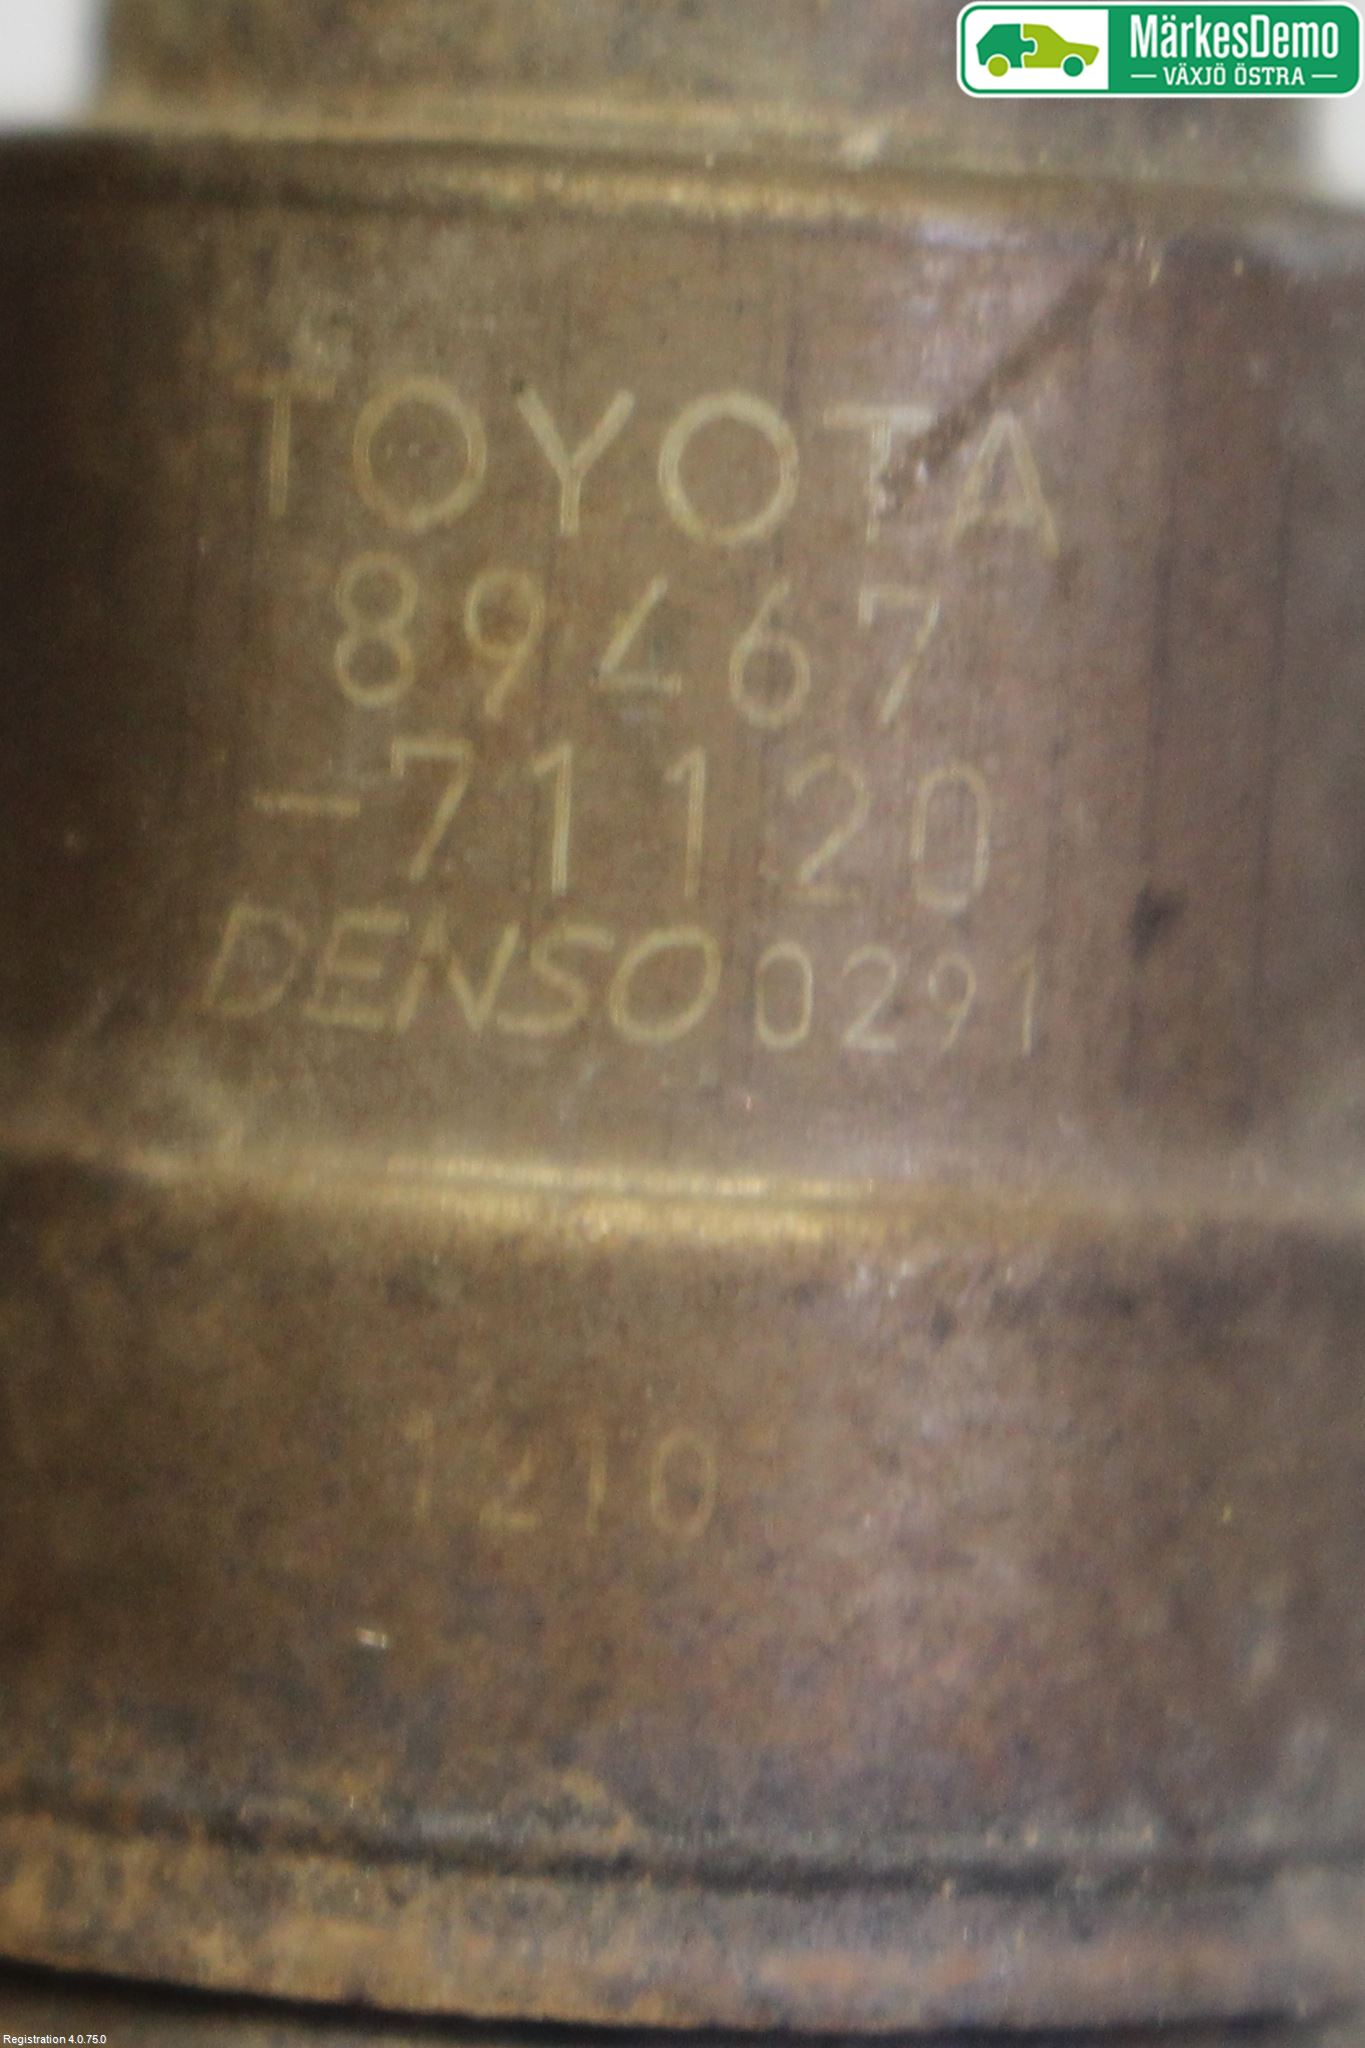 MärkesDemo
VÄXJÖ ÖSTRA
TOYOTA
89467
-71120
DENSO 0291
1210
Registration 4.0.75.0